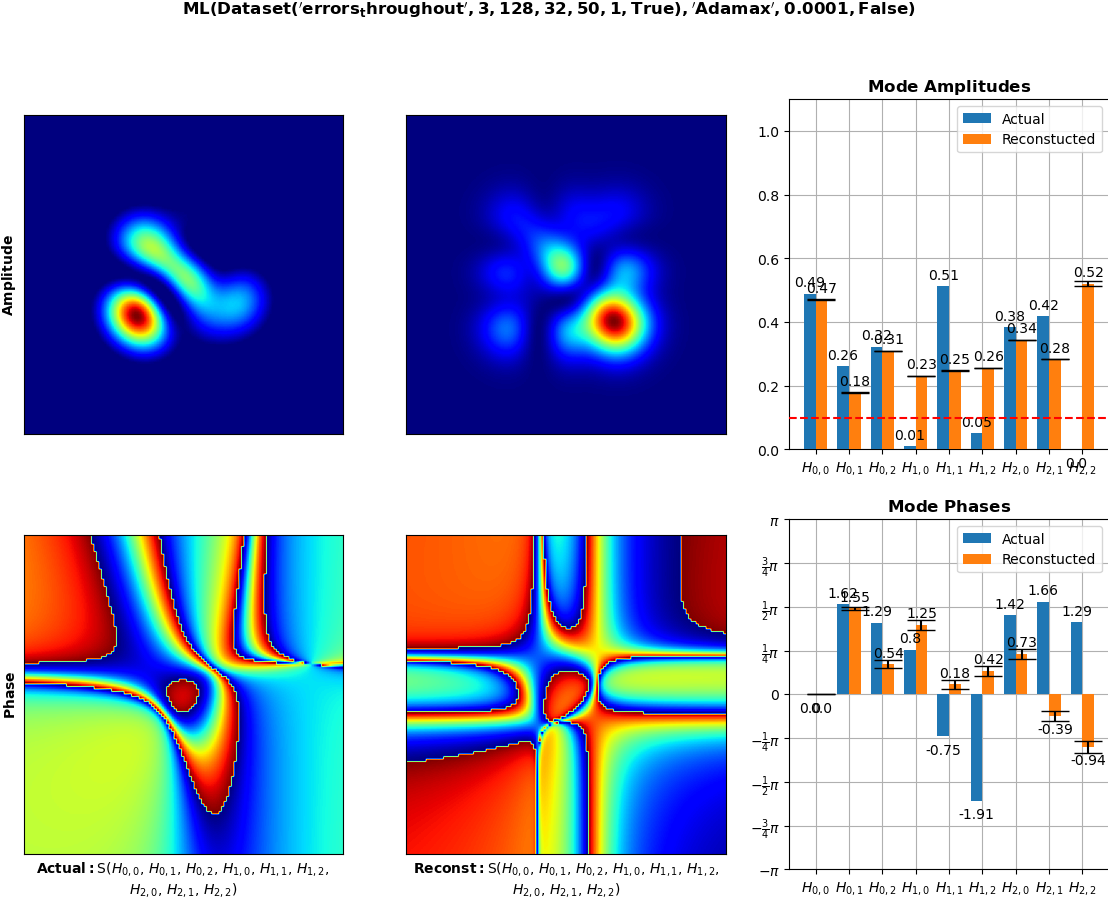 ML(Dataset('errors_throughout', 3, 128, 32, 50, 1, True), 'Adamax', 0.0001, False)
Amplitude
Mode Amplitudes
Actual
Reconstucted
1.0
0.8
0.6
0.4
0.2
0.0
0.49 0.47
0.26 0.18
0.32 0.31
0.01 0.23
0.51 0.25
0.05 0.26
0.38 0.34
0.42 0.28
0.0 0.52
H0,0 H0,1 H0,2 H1,0 H1,1 H1,2 H2,0 H2,1 H2,2
Phase
Mode Phases
Actual
Reconstucted
π
3/4π
1/2π
1/4π
0
−1/4π
−1/2π
−3/4π
−π
0.0 0.0
1.62 1.55
1.29 0.54
0.8 1.25
-0.75 0.18
-1.91 0.42
1.42 0.73
1.66 -0.39
1.29 -0.94
H0,0 H0,1 H0,2 H1,0 H1,1 H1,2 H2,0 H2,1 H2,2
Actual: S(H0,0, H0,1, H0,2, H1,0, H1,1, H1,2,
H2,0, H2,1, H2,2)
Reconst: S(H0,0, H0,1, H0,2, H1,0, H1,1, H1,2,
H2,0, H2,1, H2,2)